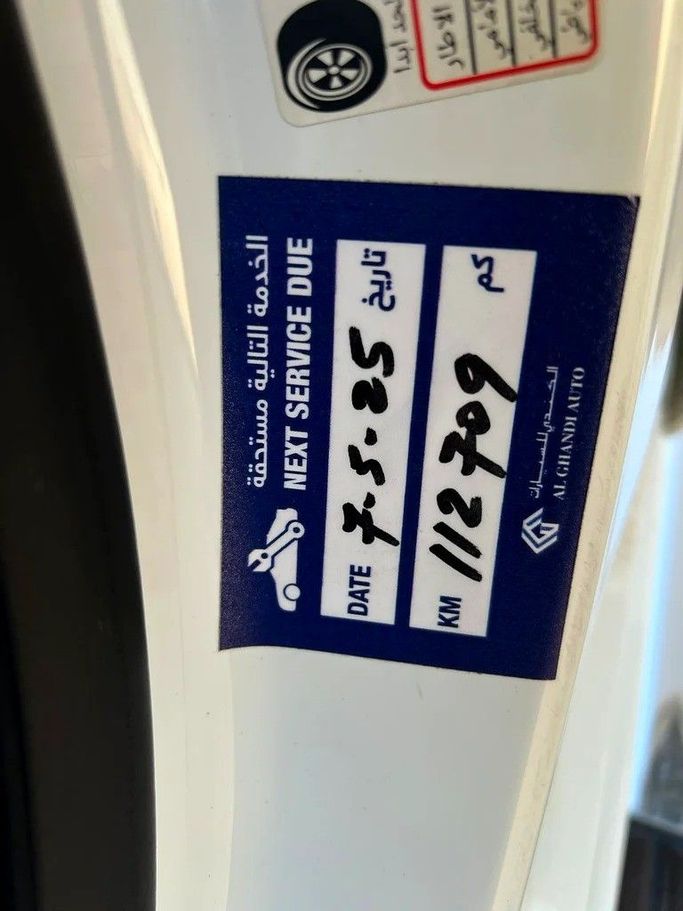 الاطار
الخدمة التالية مستحقة
NEXT SERVICE DUE
DATE 7-5-25 تاريخ
KM 112709 كم
الغندي للسيارات
AL GHANDI AUTO